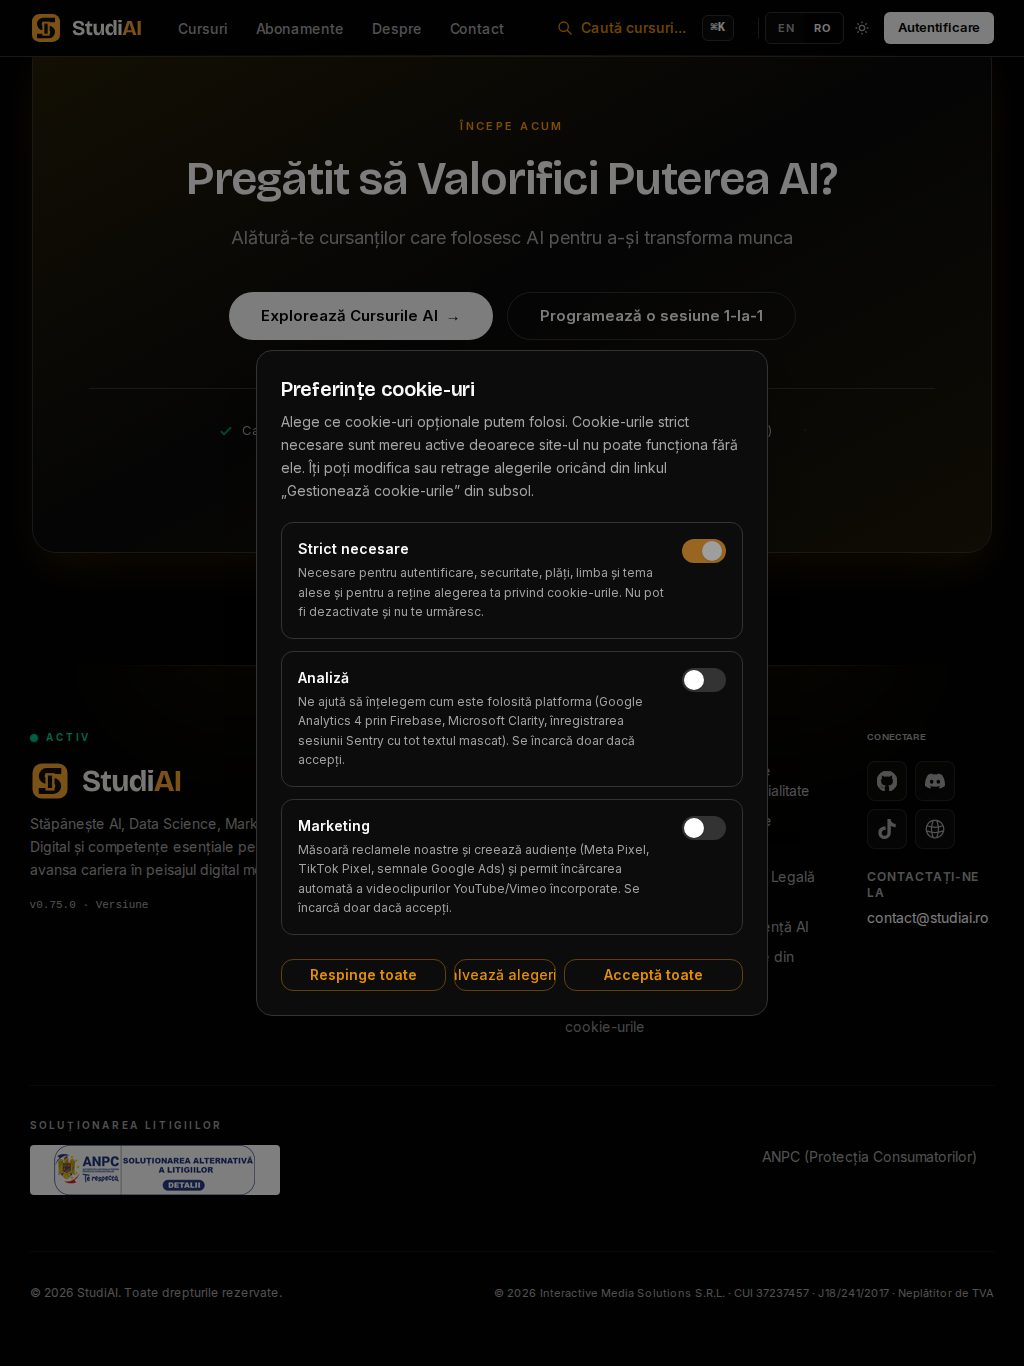 StudiAI
Cursuri
Abonamente
Despre
Contact
Caută cursuri...
⌘K
EN
RO
Autentificare
ÎNCEPE ACUM
Pregătit să Valorifici Puterea AI?
Alătură-te cursanților care folosesc AI pentru a-și transforma munca
Explorează Cursurile AI →
Programează o sesiune 1-la-1
Preferințe cookie-uri
Alege ce cookie-uri opționale putem folosi. Cookie-urile strict
necesare sunt mereu active deoarece site-ul nu poate funcționa fără
ele. Îți poți modifica sau retrage alegerile oricând din linkul
„Gestionează cookie-urile” din subsol.
Strict necesare
Necesare pentru autentificare, securitate, plăți, limba și tema
alese și pentru a reține alegerea ta privind cookie-urile. Nu pot
fi dezactivate și nu te urmăresc.
Analiză
Ne ajută să înțelegem cum este folosită platforma (Google
Analytics 4 prin Firebase, Microsoft Clarity, înregistrarea
sesiunii Sentry cu tot textul mascat). Se încarcă doar dacă
accepți.
Marketing
Măsoară reclamele noastre și creează audiențe (Meta Pixel,
TikTok Pixel, semnale Google Ads) și permit încărcarea
automată a videoclipurilor YouTube/Vimeo încorporate. Se
încarcă doar dacă accepți.
Respinge toate
alvează alegeri
Acceptă toate
ACTIV
StudiAI
Stăpânește AI, Data Science, Mark
Digital și competențe esențiale pe
avansa cariera în peisajul digital m
v0.75.0 · Versiune
Legală
AI
din
cookie-urile
CONECTARE
CONTACTAȚI-NE
LA
contact@studiai.ro
SOLUȚIONAREA LITIGIILOR
ANPC
Te respectă
SOLUȚIONAREA ALTERNATIVĂ
A LITIGIILOR
DETALII
ANPC (Protecția Consumatorilor)
© 2026 StudiAI. Toate drepturile rezervate.
© 2026 Interactive Media Solutions S.R.L. · CUI 37237457 · J18/241/2017 · Neplătitor de TVA